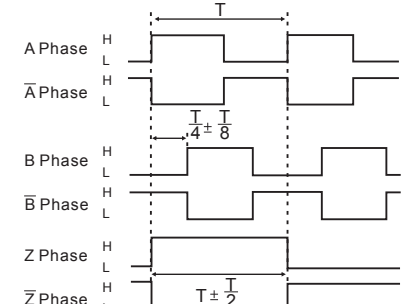 T
A Phase H
L
A̅ Phase H
L
T/4 ± T/8
B Phase H
L
B̅ Phase H
L
Z Phase H
L
T ± T/2
Z̅ Phase H
L